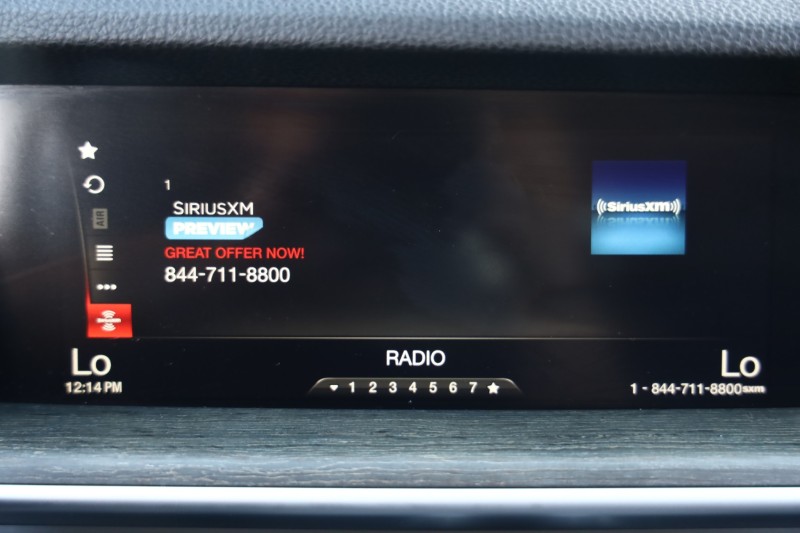 1
SIRIUSXM
PREVIEW
GREAT OFFER NOW!
844-711-8800
((SiriusXM))
AIR
Lo
12:14 PM
RADIO
1 2 3 4 5 6 7
Lo
1 - 844-711-8800 sxm